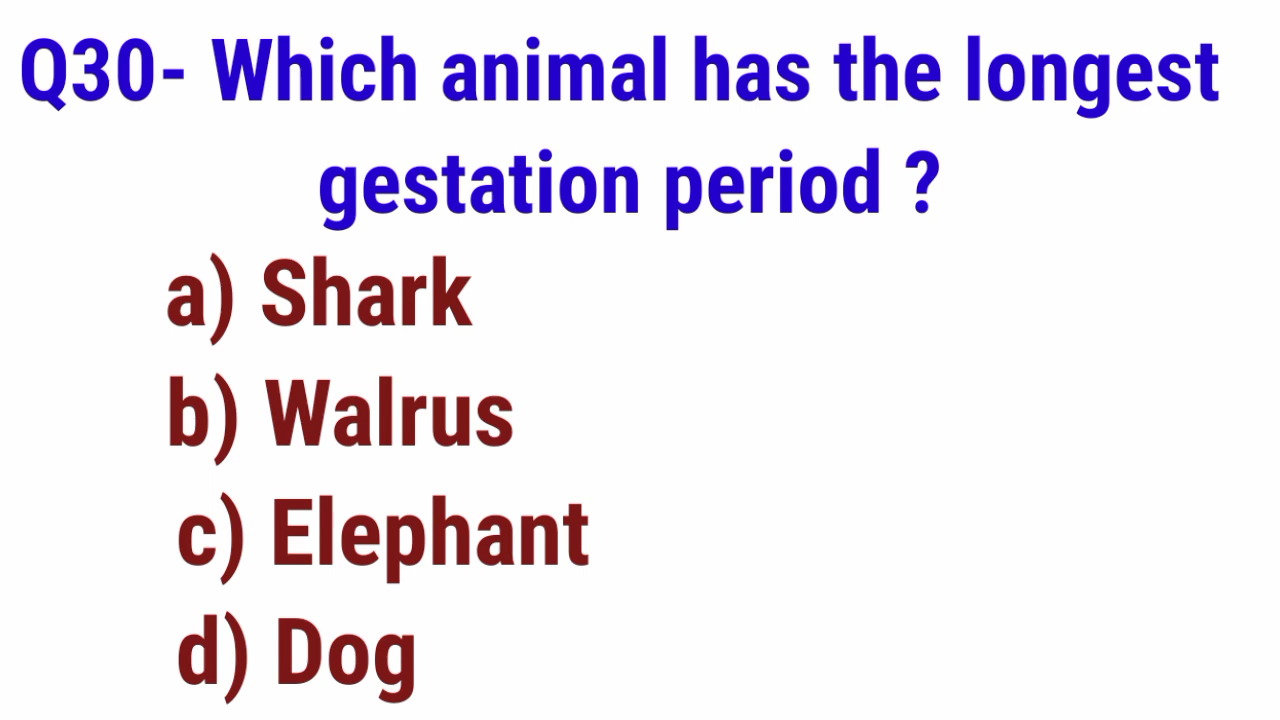 Q30- Which animal has the longest
gestation period ?
a) Shark
b) Walrus
c) Elephant
d) Dog